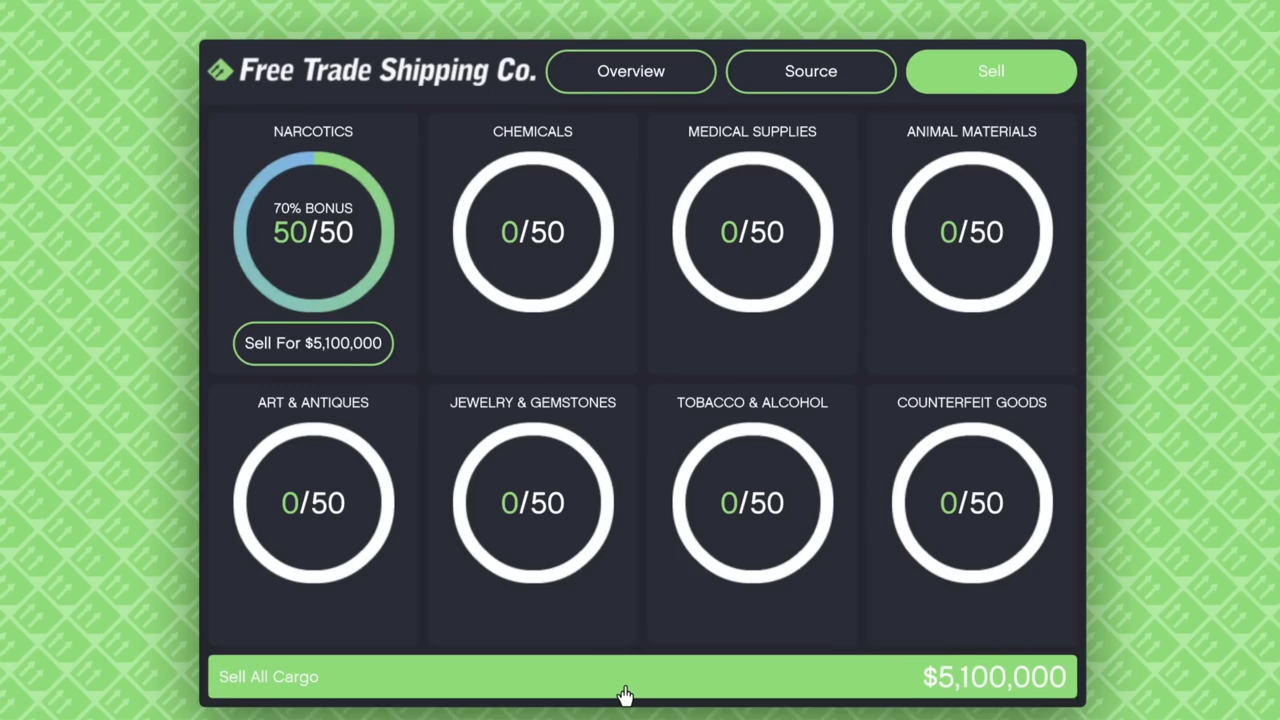 Free Trade Shipping Co.
Overview
Source
Sell
NARCOTICS
70% BONUS
50/50
Sell For $5,100,000
CHEMICALS
0/50
MEDICAL SUPPLIES
0/50
ANIMAL MATERIALS
0/50
ART & ANTIQUES
0/50
JEWELRY & GEMSTONES
0/50
TOBACCO & ALCOHOL
0/50
COUNTERFEIT GOODS
0/50
Sell All Cargo
$5,100,000